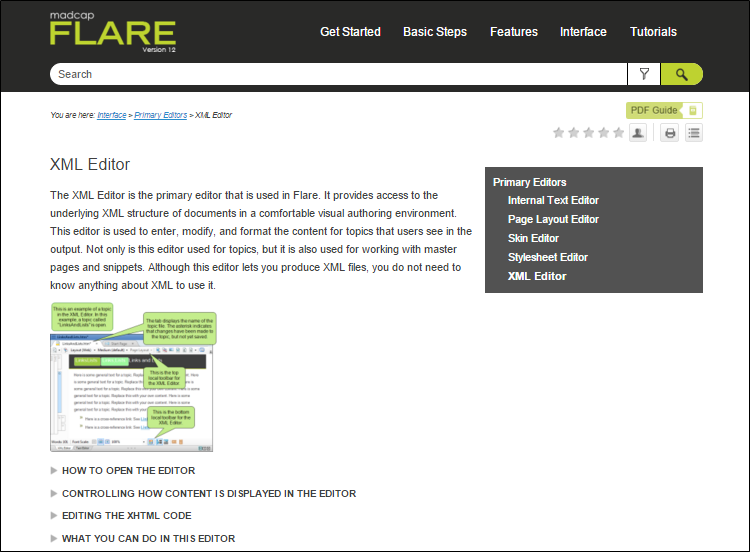 madcap
FLARE
Version 12
Get Started Basic Steps Features Interface Tutorials
Search
You are here: Interface > Primary Editors > XML Editor
PDF Guide
XML Editor
The XML Editor is the primary editor that is used in Flare. It provides access to the
underlying XML structure of documents in a comfortable visual authoring environment.
This editor is used to enter, modify, and format the content for topics that users see in the
output. Not only is this editor used for topics, but it is also used for working with master
pages and snippets. Although this editor lets you produce XML files, you do not need to
know anything about XML to use it.
Primary Editors
Internal Text Editor
Page Layout Editor
Skin Editor
Stylesheet Editor
XML Editor
This is an example of a topic
in the XML Editor. In this
example, a topic called
"LinksAndLists" is open.
The tab displays the name of the
topic file. The asterisk indicates
that changes have been made to
the topic, but not yet saved.
This is the top
local toolbar for
the XML Editor.
This is the bottom
local toolbar for the
XML Editor.
HOW TO OPEN THE EDITOR
CONTROLLING HOW CONTENT IS DISPLAYED IN THE EDITOR
EDITING THE XHTML CODE
WHAT YOU CAN DO IN THIS EDITOR